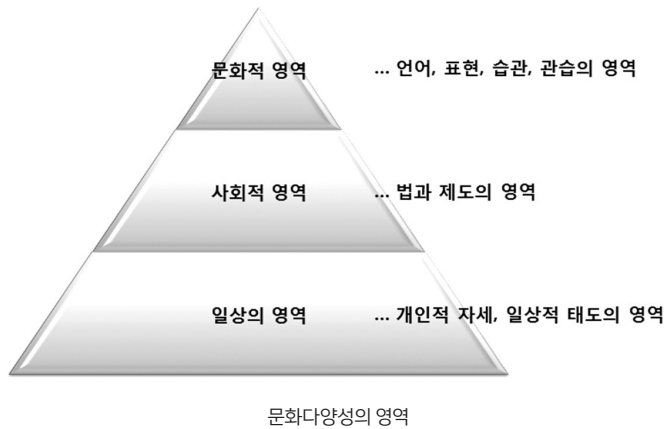 문화적 영역 ... 언어, 표현, 습관, 관습의 영역
사회적 영역 ... 법과 제도의 영역
일상의 영역 ... 개인적 자세, 일상적 태도의 영역
문화다양성의 영역